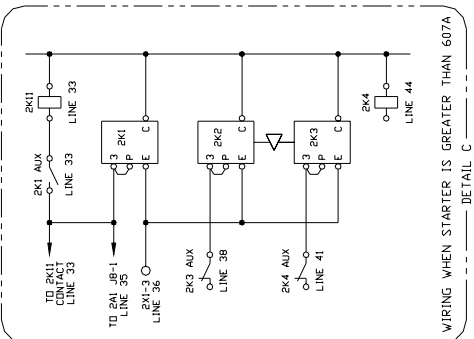 2K11
LINE 33
2K1 AUX
LINE 33
TO 2K11
CONTACT
LINE 33
2K1
3
P
E
C
TO 2A1 J8-1
LINE 35
2X1-3
LINE 36
2K2
3
P
E
C
2K3 AUX
LINE 38
2K3
3
P
E
C
2K4 AUX
LINE 41
2K4
LINE 44
WIRING WHEN STARTER IS GREATER THAN 607A
DETAIL C